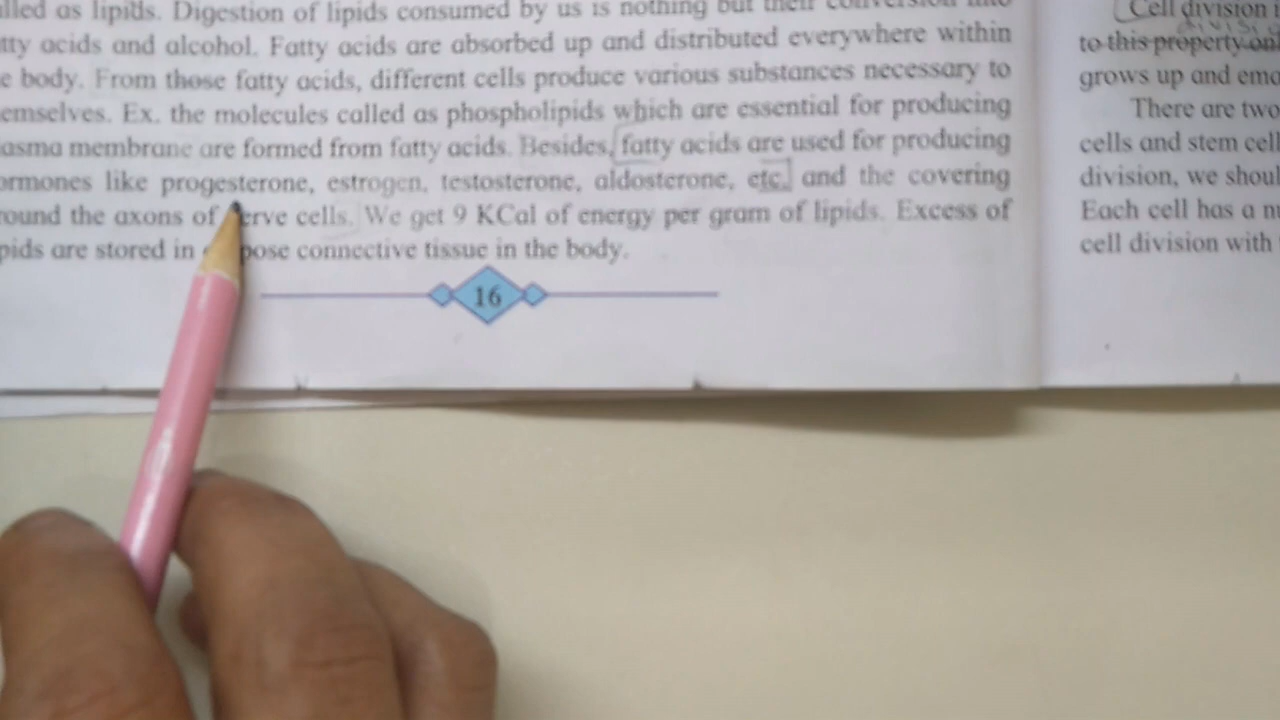 lled as lipids. Digestion of lipids consumed by us is nothing but their conversion into
tty acids and alcohol. Fatty acids are absorbed up and distributed everywhere within
e body. From those fatty acids, different cells produce various substances necessary to
emselves. Ex. the molecules called as phospholipids which are essential for producing
asma membrane are formed from fatty acids. Besides, fatty acids are used for producing
ormones like progesterone, estrogen, testosterone, aldosterone, etc. and the covering
round the axons of erve cells. We get 9 KCal of energy per gram of lipids. Excess of
pids are stored in pose connective tissue in the body.
16
Cell division i
to this property on
grows up and ema
There are two
cells and stem cell
division, we shoul
Each cell has a n
cell division with